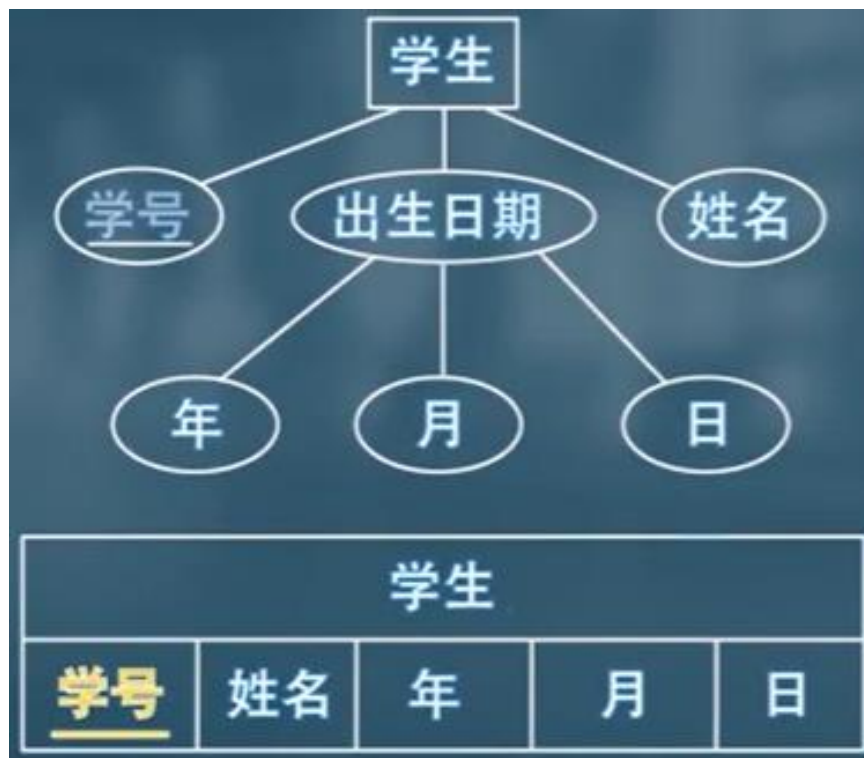 学生
学号 出生日期 姓名
年 月 日
学生
学号 姓名 年 月 日